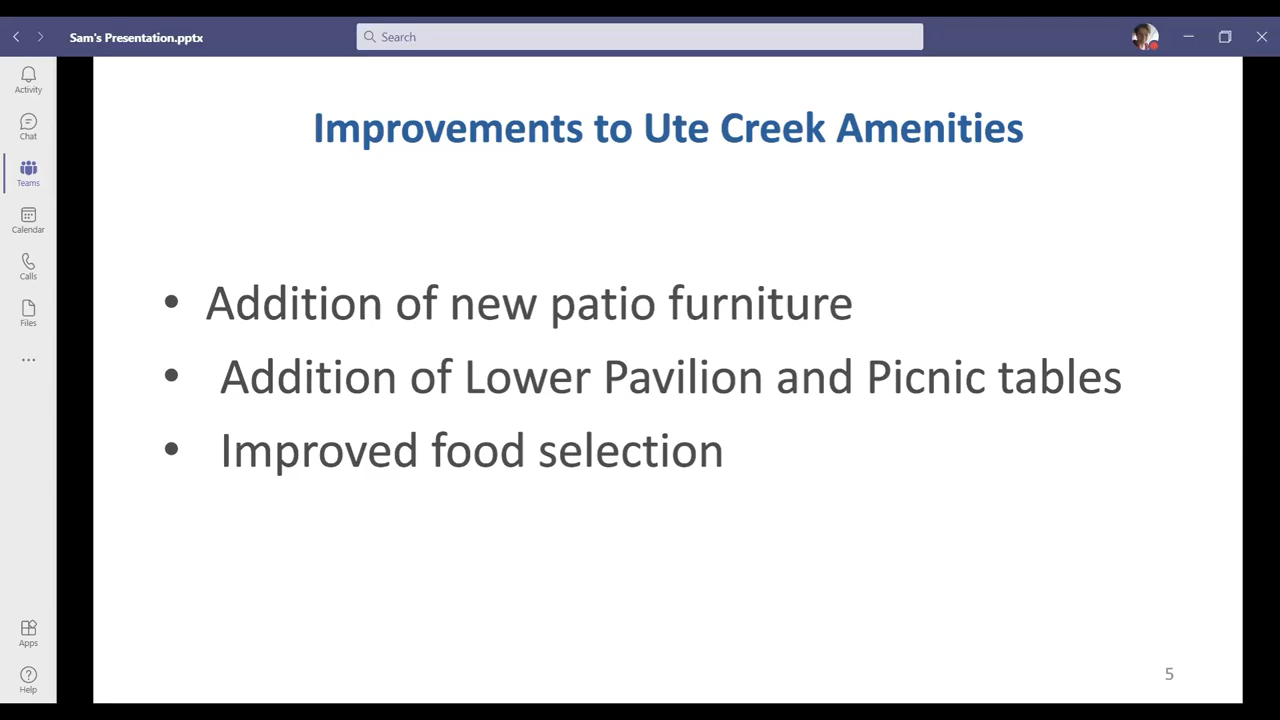 Sam's Presentation.pptx
Search
Activity
Chat
Teams
Calendar
Calls
Files
Apps
Help
Improvements to Ute Creek Amenities
• Addition of new patio furniture
• Addition of Lower Pavilion and Picnic tables
• Improved food selection
5